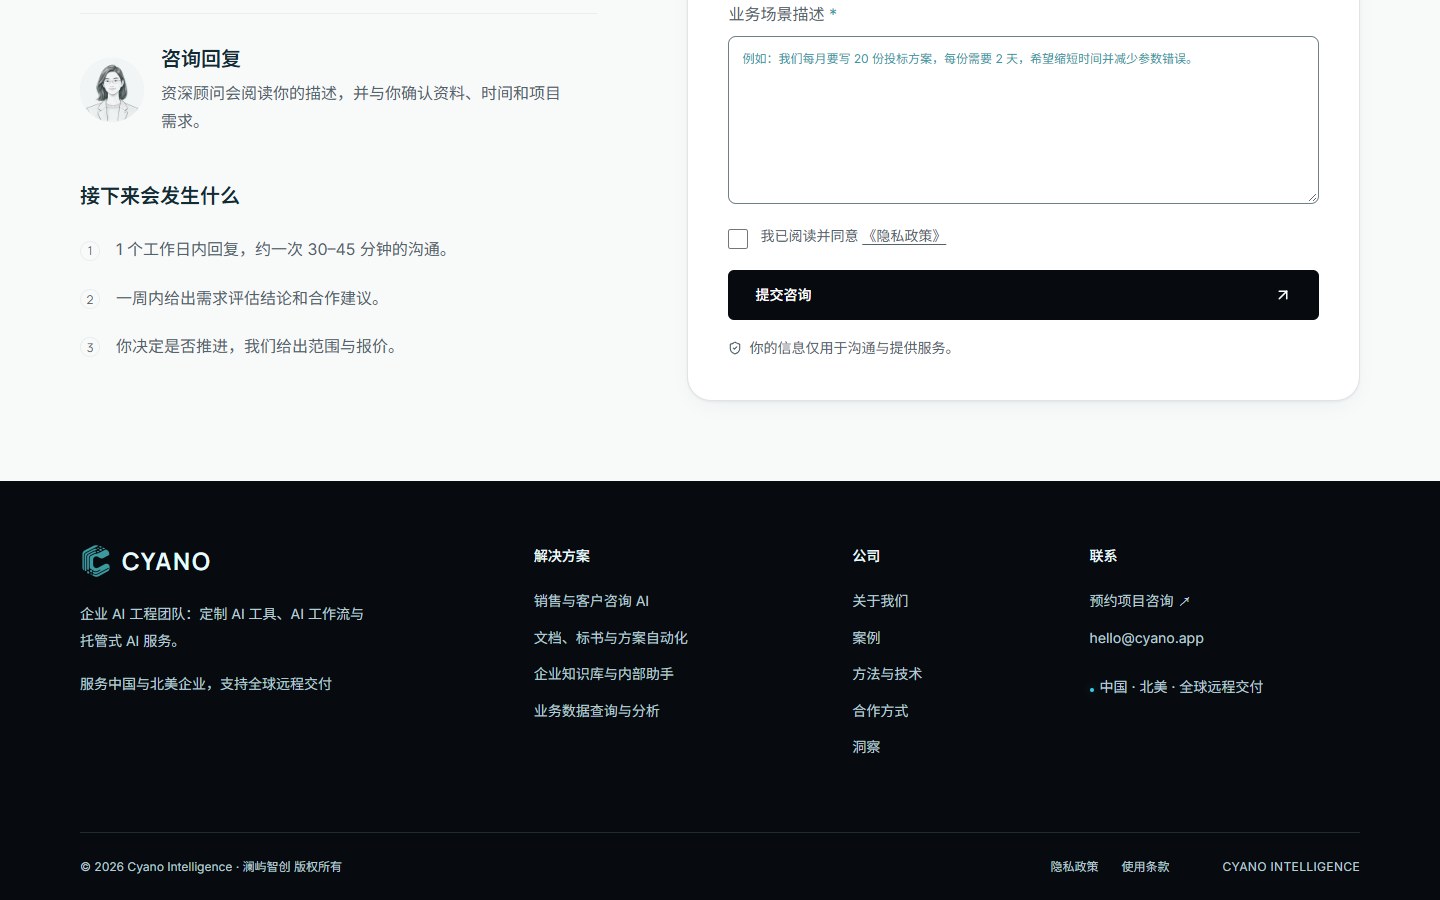 咨询回复
资深顾问会阅读你的描述，并与你确认资料、时间和项目
需求。
接下来会发生什么
1 1 个工作日内回复，约一次 30–45 分钟的沟通。
2 一周内给出需求评估结论和合作建议。
3 你决定是否推进，我们给出范围与报价。
业务场景描述 *
例如：我们每月要写 20 份投标方案，每份需要 2 天，希望缩短时间并减少参数错误。
我已阅读并同意 《隐私政策》
提交咨询
你的信息仅用于沟通与提供服务。
CYANO
企业 AI 工程团队：定制 AI 工具、AI 工作流与
托管式 AI 服务。
服务中国与北美企业，支持全球远程交付
解决方案
销售与客户咨询 AI
文档、标书与方案自动化
企业知识库与内部助手
业务数据查询与分析
公司
关于我们
案例
方法与技术
合作方式
洞察
联系
预约项目咨询 ↗
hello@cyano.app
中国 · 北美 · 全球远程交付
© 2026 Cyano Intelligence · 澜屿智创 版权所有
隐私政策 使用条款 CYANO INTELLIGENCE